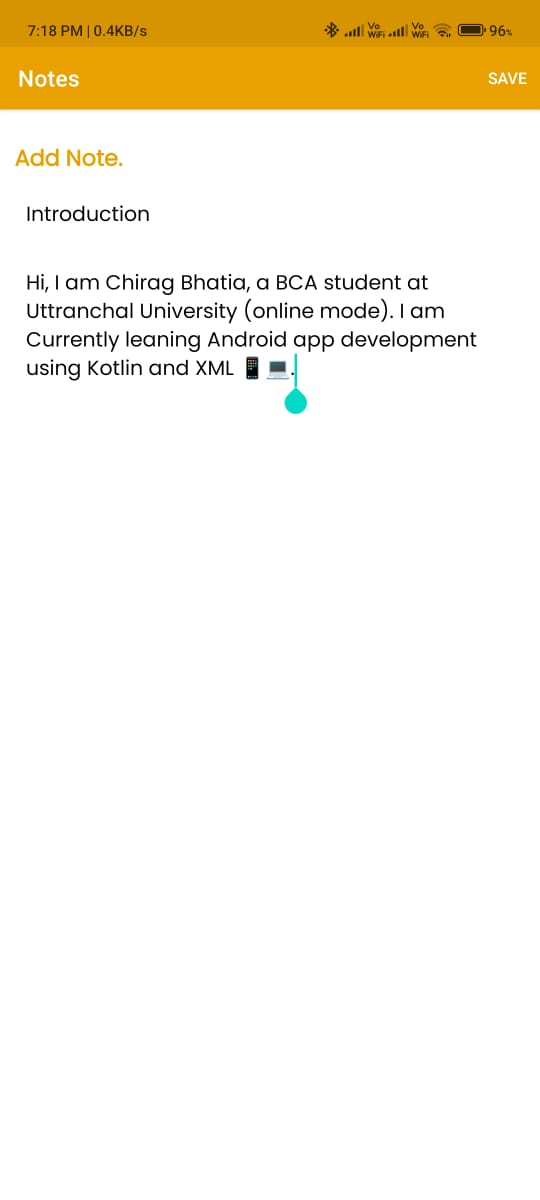 7:18 PM | 0.4KB/s Vo WiFi Vo WiFi 96%
Notes SAVE
Add Note.
Introduction
Hi, I am Chirag Bhatia, a BCA student at
Uttranchal University (online mode). I am
Currently leaning Android app development
using Kotlin and XML 📱💻.